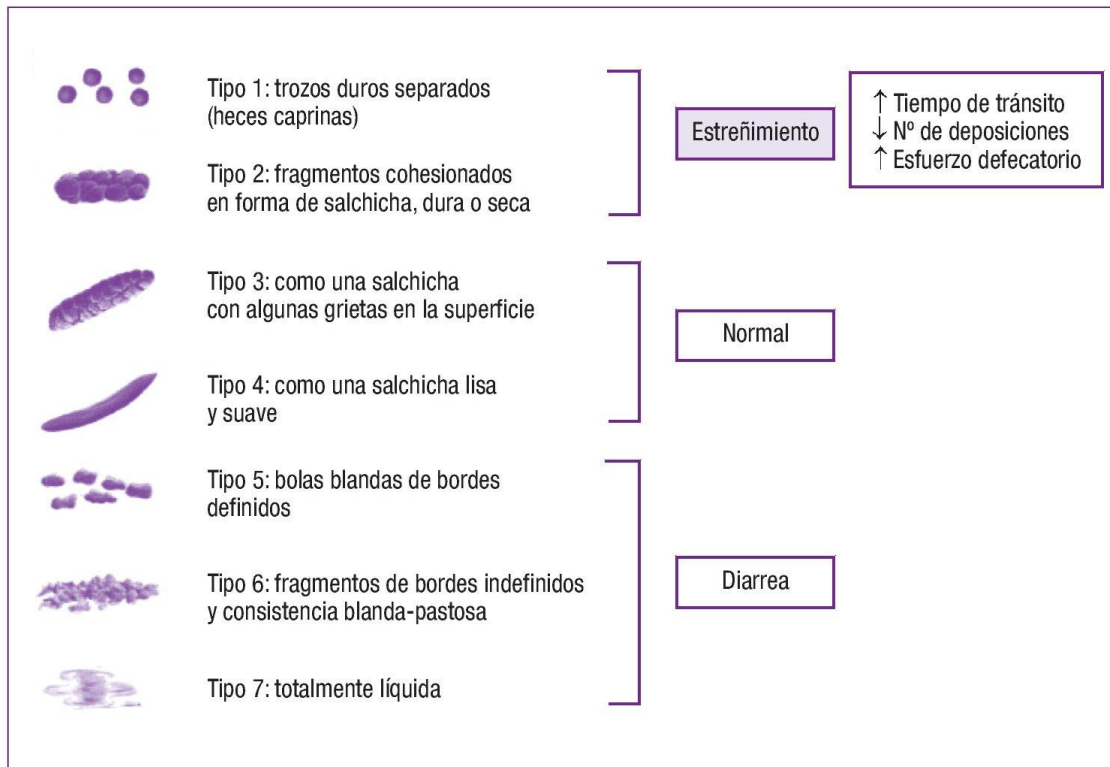 Tipo 1: trozos duros separados
(heces caprinas)
Tipo 2: fragmentos cohesionados
en forma de salchicha, dura o seca
Estreñimiento
↑ Tiempo de tránsito
↓ Nº de deposiciones
↑ Esfuerzo defecatorio
Tipo 3: como una salchicha
con algunas grietas en la superficie
Tipo 4: como una salchicha lisa
y suave
Normal
Tipo 5: bolas blandas de bordes
definidos
Tipo 6: fragmentos de bordes indefinidos
y consistencia blanda-pastosa
Tipo 7: totalmente líquida
Diarrea